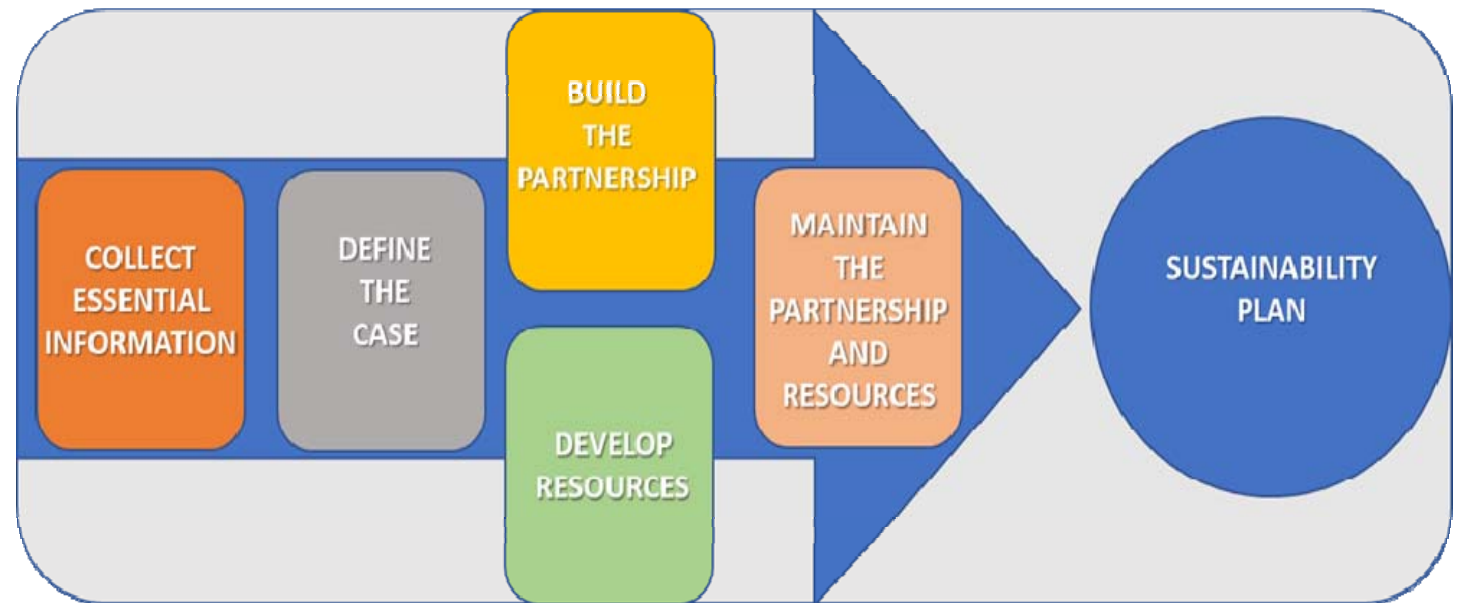 COLLECT
ESSENTIAL
INFORMATION
DEFINE
THE
CASE
BUILD
THE
PARTNERSHIP
DEVELOP
RESOURCES
MAINTAIN
THE
PARTNERSHIP
AND
RESOURCES
SUSTAINABILITY
PLAN